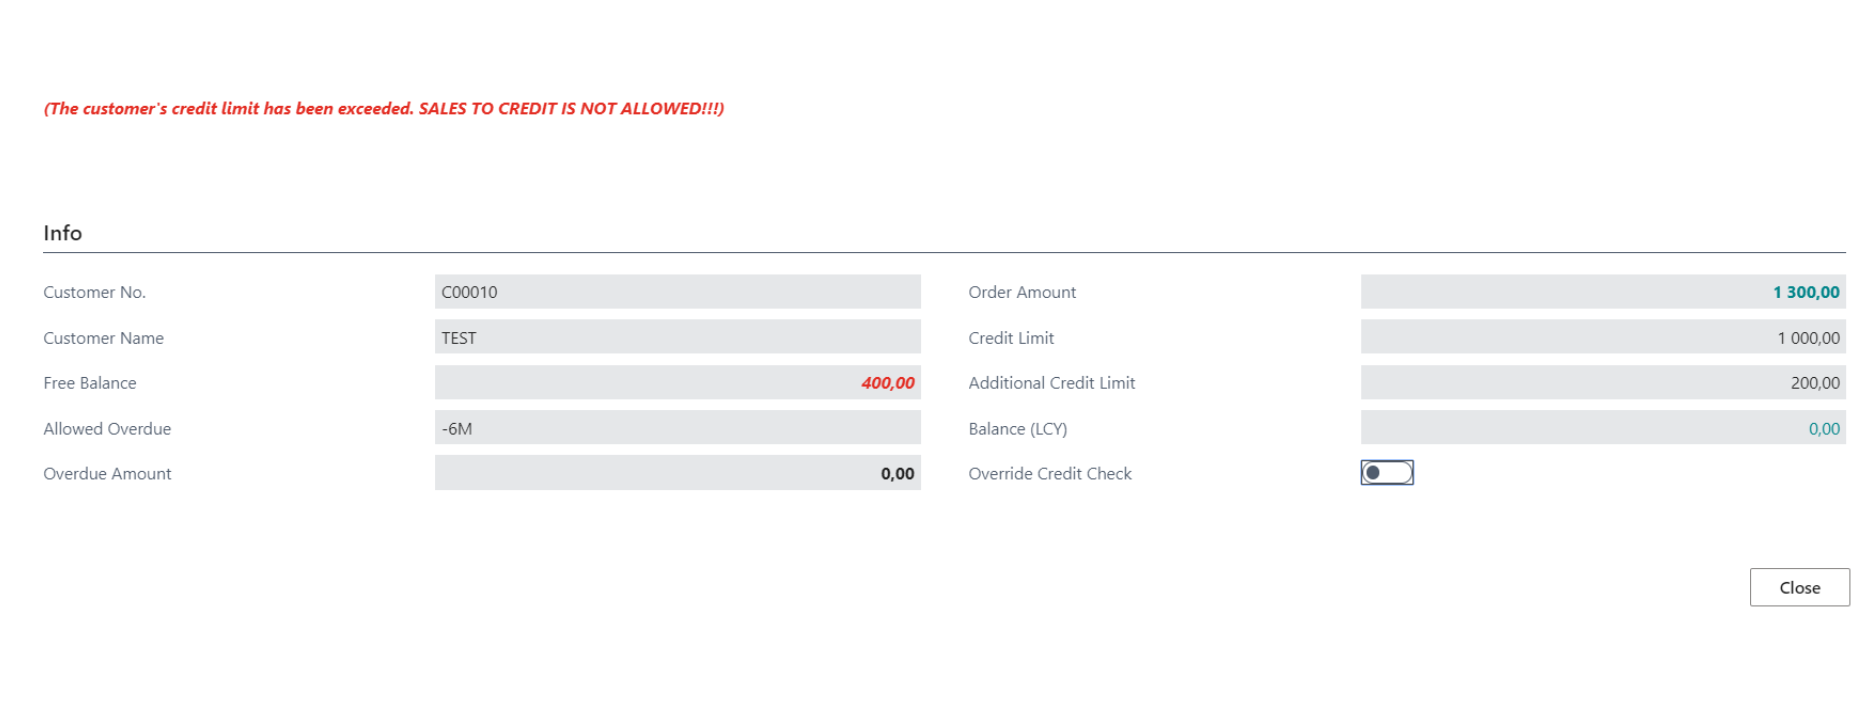 (The customer's credit limit has been exceeded. SALES TO CREDIT IS NOT ALLOWED!!!)
Info
Customer No. C00010
Customer Name TEST
Free Balance 400,00
Allowed Overdue -6M
Overdue Amount 0,00
Order Amount 1 300,00
Credit Limit 1 000,00
Additional Credit Limit 200,00
Balance (LCY) 0,00
Override Credit Check
Close